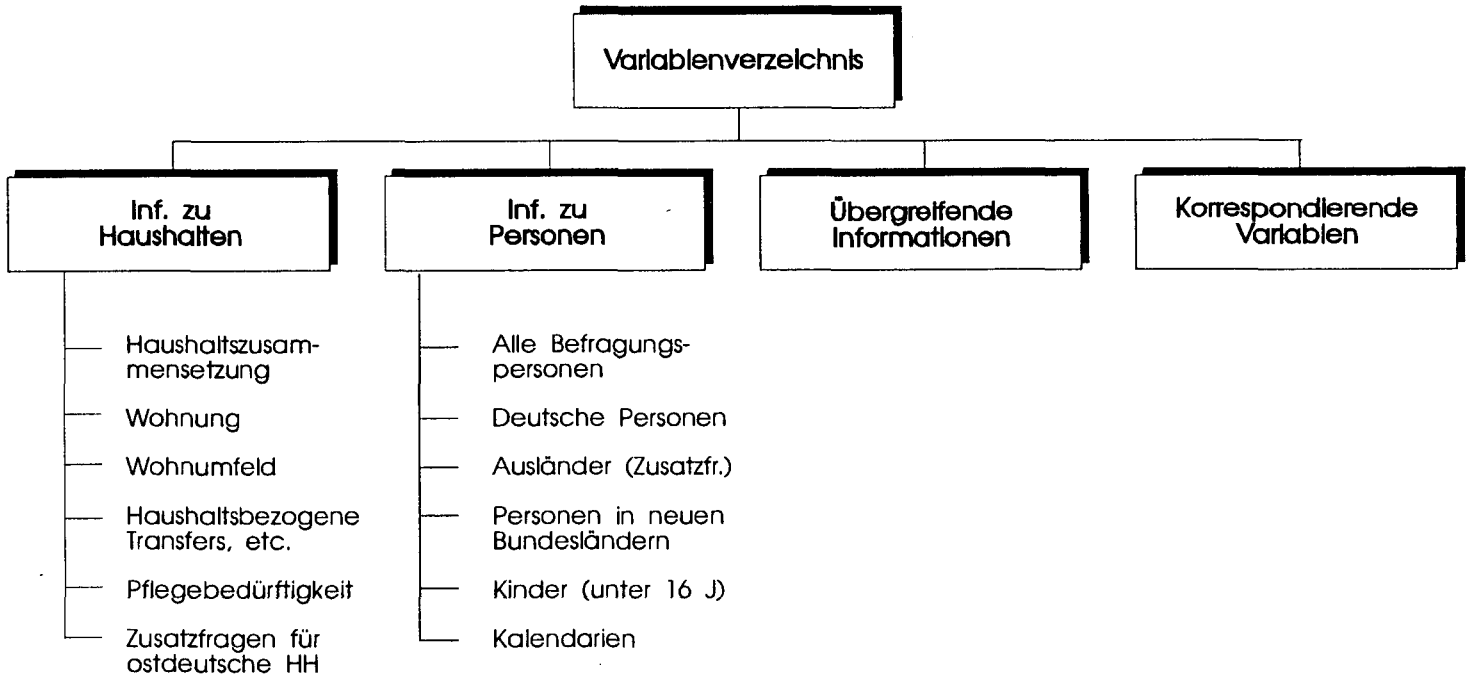 Variablenverzeichnis
Inf. zu
Haushalten
Inf. zu
Personen
Übergreifende
Informationen
Korrespondierende
Variablen
Haushaltszusam-
mensetzung
Wohnung
Wohnumfeld
Haushaltsbezogene
Transfers, etc.
Pflegebedürftigkeit
Zusatzfragen für
ostdeutsche HH
Alle Befragungs-
personen
Deutsche Personen
Ausländer (Zusatzfr.)
Personen in neuen
Bundesländern
Kinder (unter 16 J)
Kalendarien